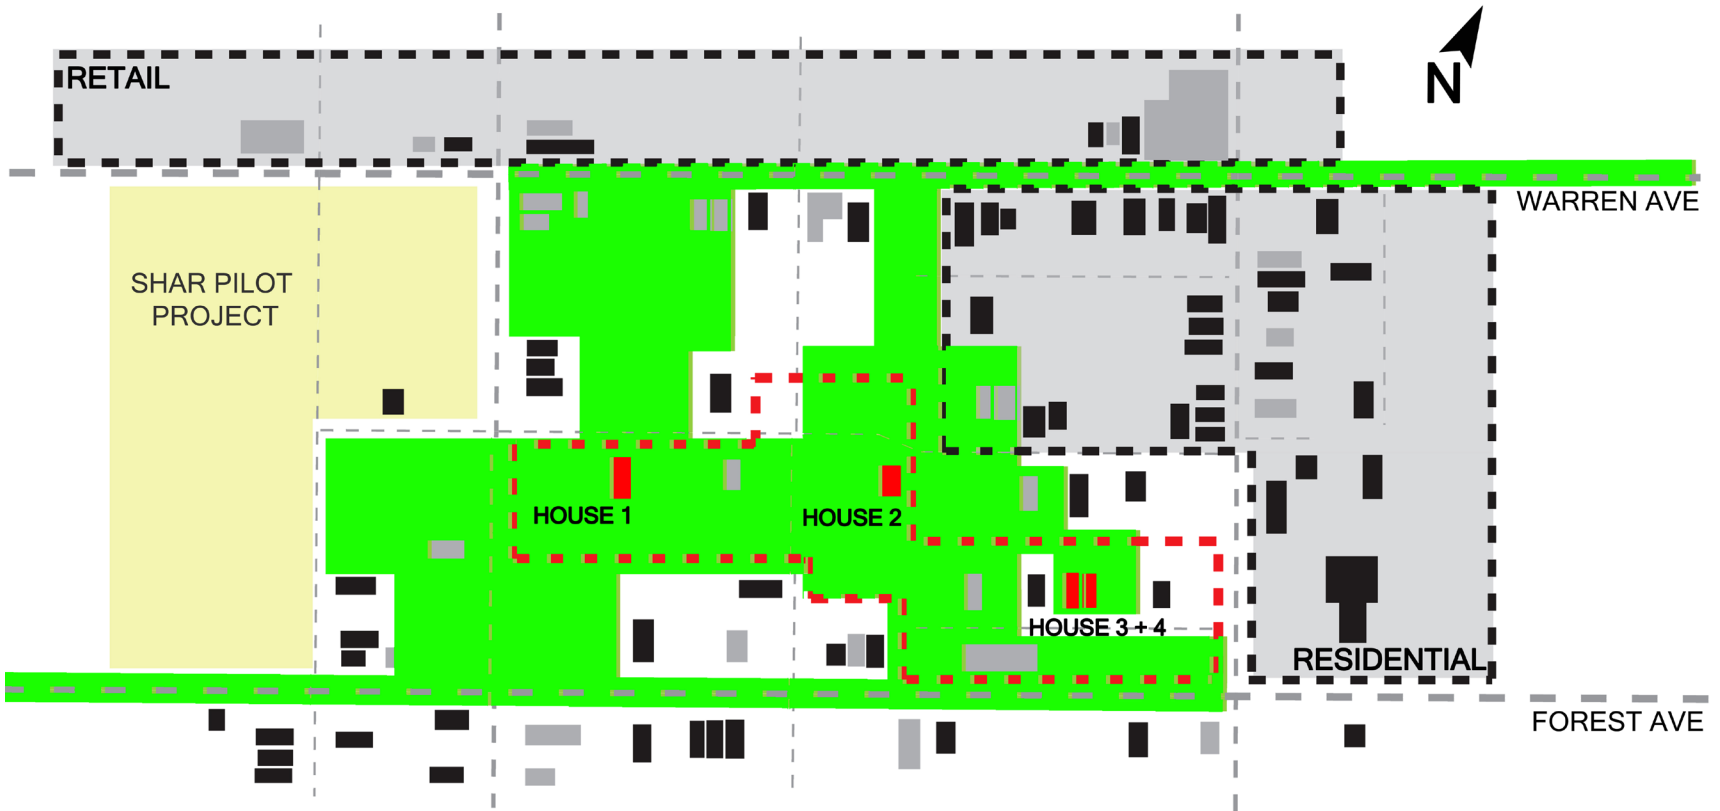 RETAIL
N
WARREN AVE
SHAR PILOT
PROJECT
HOUSE 1
HOUSE 2
HOUSE 3 + 4
RESIDENTIAL
FOREST AVE